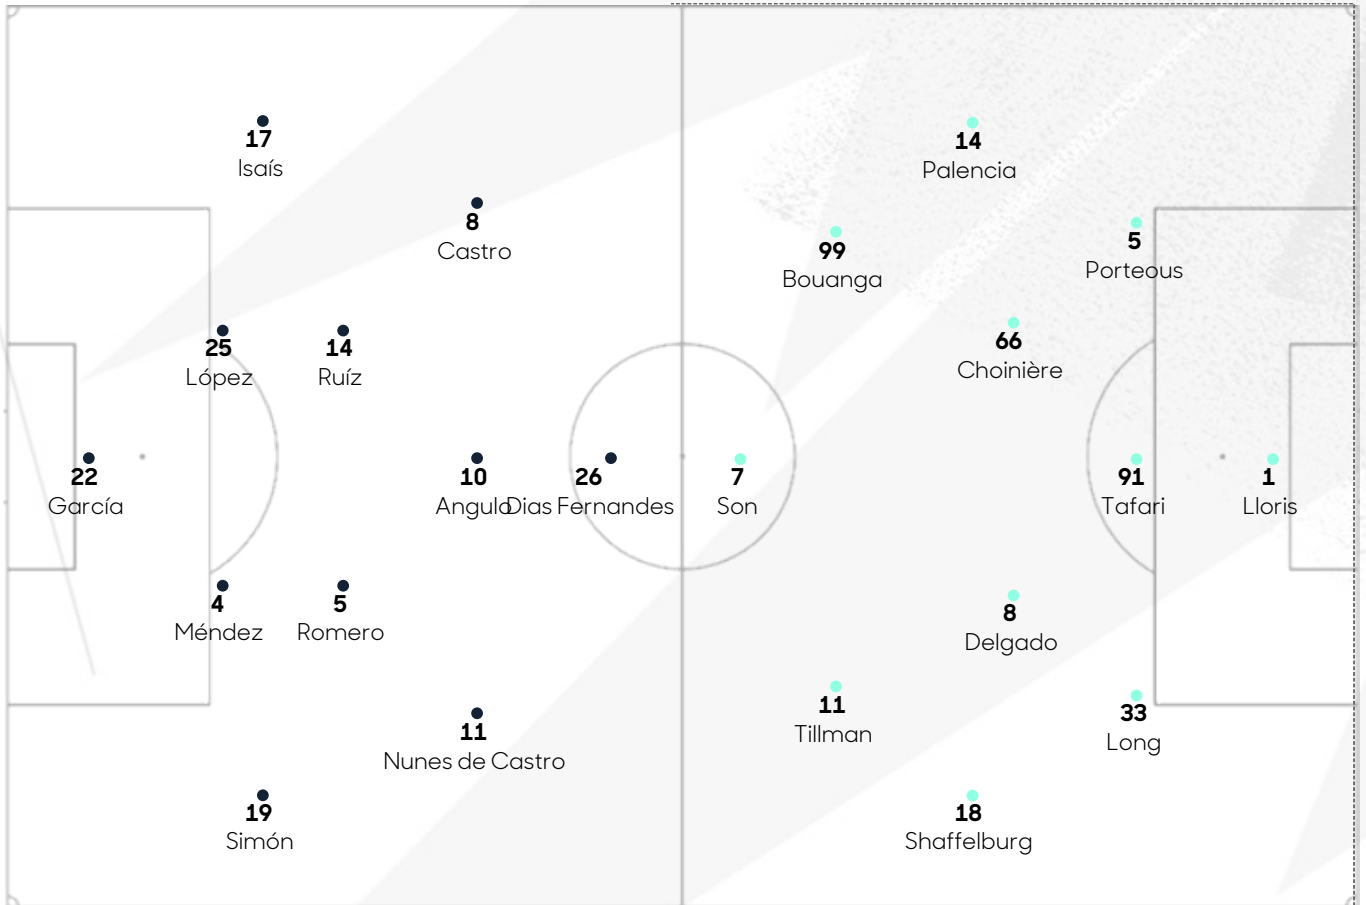 17
Isaís
14
Palencia
8
Castro
99
Bouanga
5
Porteous
25
López
14
Ruíz
66
Choinière
22
García
10
Angulo
26
Dias Fernandes
7
Son
91
Tafari
1
Lloris
4
Méndez
5
Romero
8
Delgado
11
Nunes de Castro
11
Tillman
33
Long
19
Simón
18
Shaffelburg